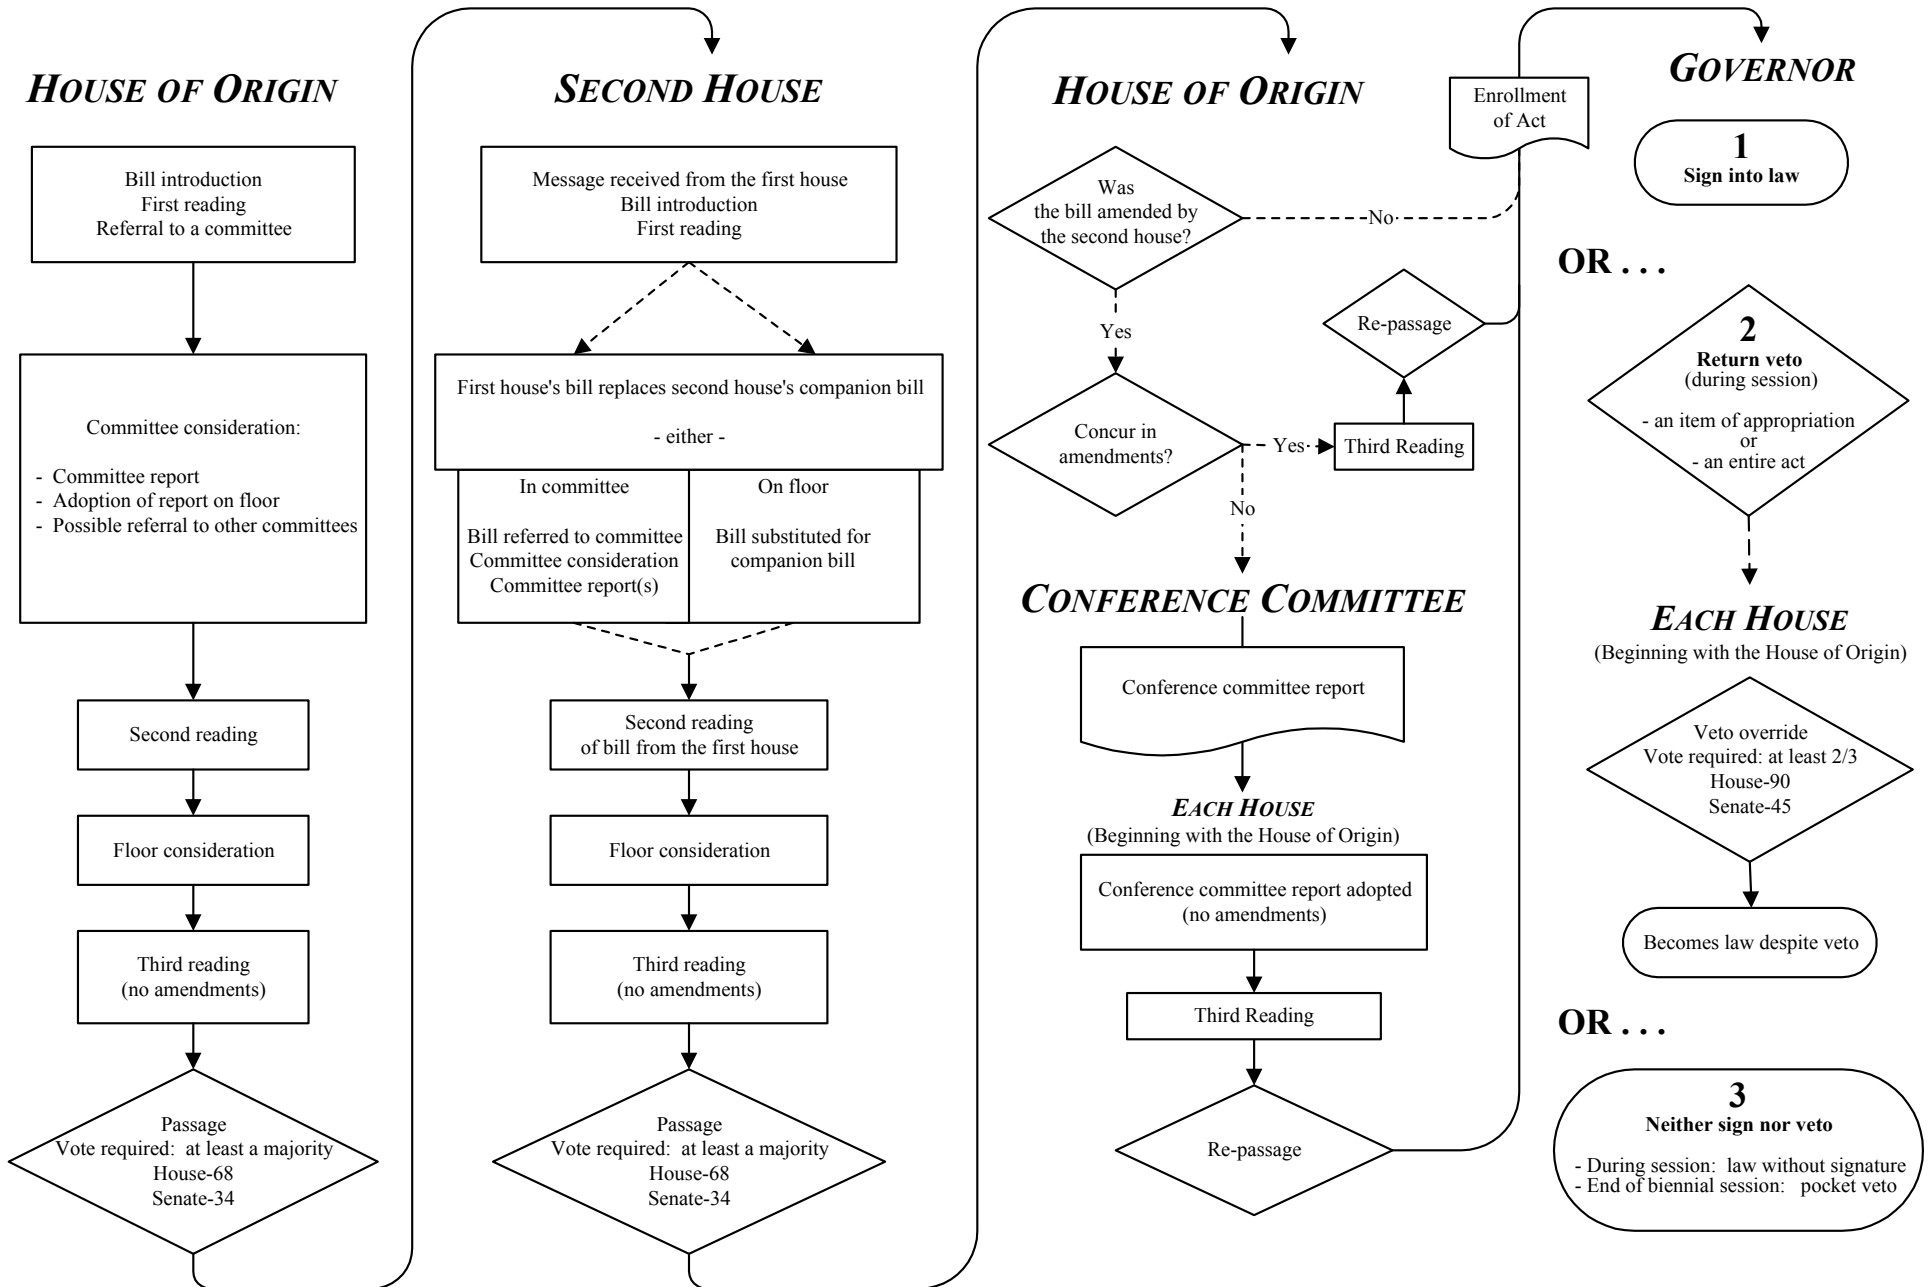 HOUSE OF ORIGIN
Bill introduction
First reading
Referral to a committee
Committee consideration:
- Committee report
- Adoption of report on floor
- Possible referral to other committees
Second reading
Floor consideration
Third reading
(no amendments)
Passage
Vote required: at least a majority
House-68
Senate-34
SECOND HOUSE
Message received from the first house
Bill introduction
First reading
First house's bill replaces second house's companion bill
- either -
In committee
Bill referred to committee
Committee consideration
Committee report(s)
On floor
Bill substituted for
companion bill
Second reading
of bill from the first house
Floor consideration
Third reading
(no amendments)
Passage
Vote required: at least a majority
House-68
Senate-34
HOUSE OF ORIGIN
Was
the bill amended by
the second house?
No
Yes
Concur in
amendments?
Yes
Third Reading
Re-passage
No
Enrollment
of Act
CONFERENCE COMMITTEE
Conference committee report
EACH HOUSE
(Beginning with the House of Origin)
Conference committee report adopted
(no amendments)
Third Reading
Re-passage
GOVERNOR
1
Sign into law
OR . . .
2
Return veto
(during session)
- an item of appropriation
or
- an entire act
EACH HOUSE
(Beginning with the House of Origin)
Veto override
Vote required: at least 2/3
House-90
Senate-45
Becomes law despite veto
OR . . .
3
Neither sign nor veto
- During session: law without signature
- End of biennial session: pocket veto